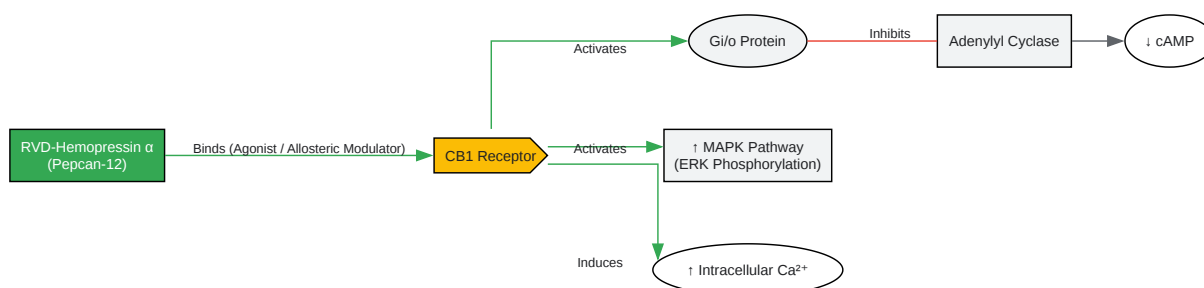 RVD-Hemopressin α
(Pepcan-12)
Binds (Agonist / Allosteric Modulator)
CB1 Receptor
Activates
Gi/o Protein
Inhibits
Adenylyl Cyclase
↓ cAMP
Activates
↑ MAPK Pathway
(ERK Phosphorylation)
Induces
↑ Intracellular Ca²⁺